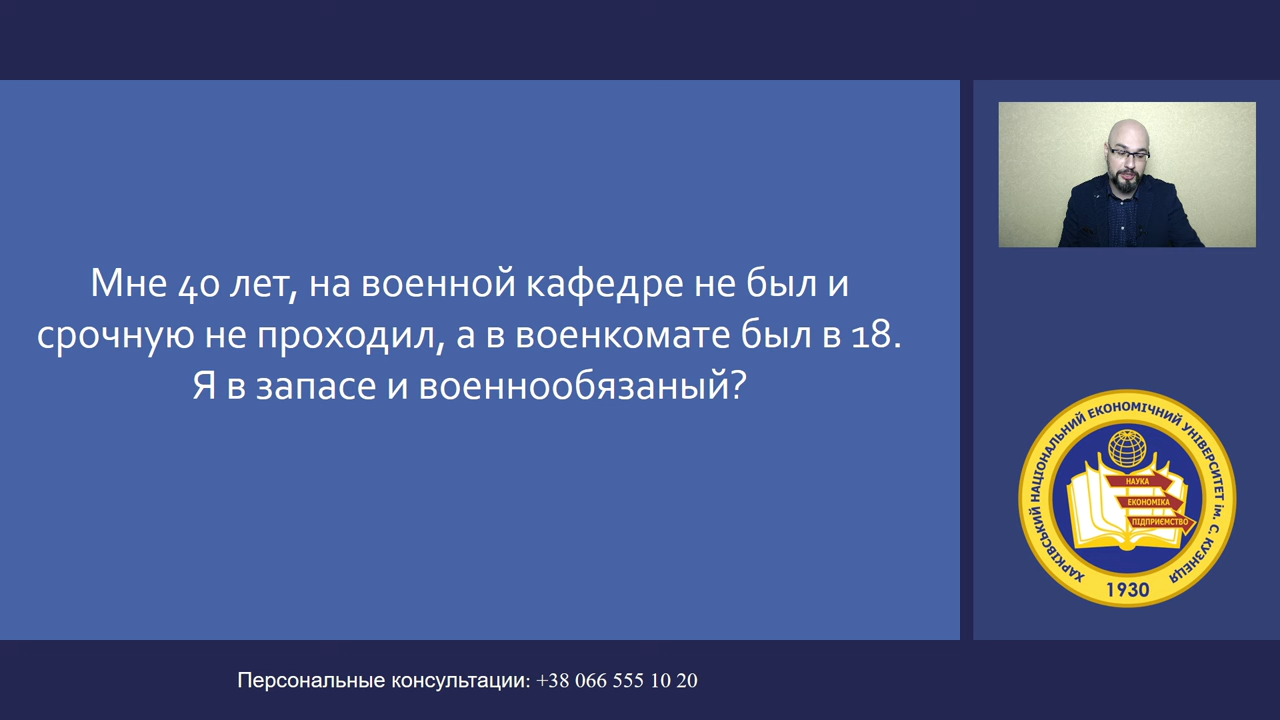 Мне 40 лет, на военной кафедре не был и
срочную не проходил, а в военкомате был в 18.
Я в запасе и военнообязаный?
ХАРКІВСЬКИЙ НАЦІОНАЛЬНИЙ ЕКОНОМІЧНИЙ УНІВЕРСИТЕТ ім. С. КУЗНЕЦЯ
НАУКА
ЕКОНОМІКА
ПІДПРИЄМСТВО
1930
Персональные консультации: +38 066 555 10 20